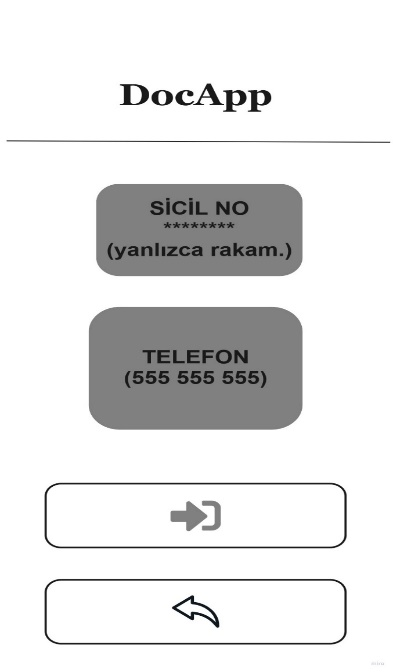 DocApp
SİCİL NO
********
(yanlızca rakam.)
TELEFON
(555 555 555)